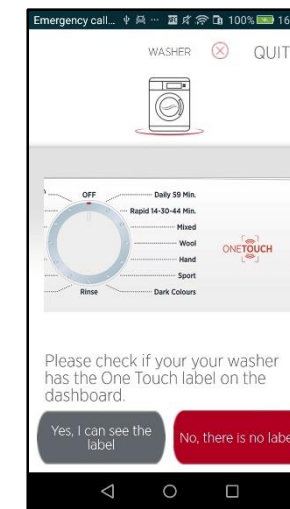 Emergency call... 100% 16
WASHER QUIT
OFF
Daily 59 Min.
Rapid 14-30-44 Min.
Mixed
Wool
Hand
Sport
Rinse
Dark Colours
ONETOUCH
Please check if your your washer
has the One Touch label on the
dashboard.
Yes, I can see the
label
No, there is no labe